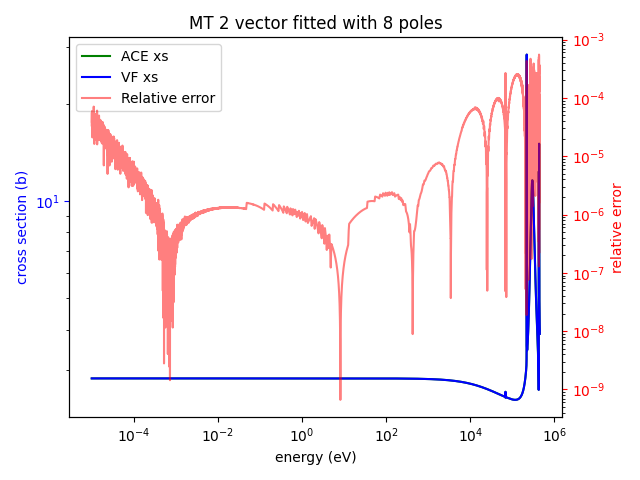 MT 2 vector fitted with 8 poles
ACE xs
VF xs
Relative error
cross section (b)
10¹
10⁻³
10⁻⁴
10⁻⁵
10⁻⁶
10⁻⁷
10⁻⁸
10⁻⁹
relative error
10⁻⁴ 10⁻² 10⁰ 10² 10⁴ 10⁶
energy (eV)